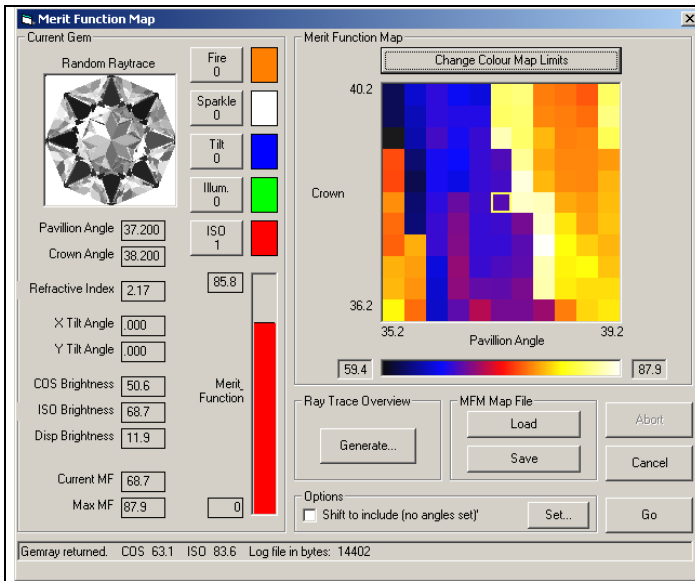 Merit Function Map
Current Gem
Random Raytrace
Fire
0
Sparkle
0
Tilt
0
Illum.
0
ISO
1
Pavillion Angle 37.200
Crown Angle 38.200
Refractive Index 2.17
X Tilt Angle .000
Y Tilt Angle .000
COS Brightness 50.6
ISO Brightness 68.7
Disp Brightness 11.9
Current MF 68.7
Max MF 87.9
85.8
Merit
Function
0
Merit Function Map
Change Colour Map Limits
40.2
Crown
36.2
35.2
39.2
Pavillion Angle
59.4
87.9
Ray Trace Overview
Generate...
MFM Map File
Load
Save
Abort
Cancel
Options
Shift to include (no angles set)'
Set...
Go
Gemray returned. COS 63.1 ISO 83.6 Log file in bytes: 14402